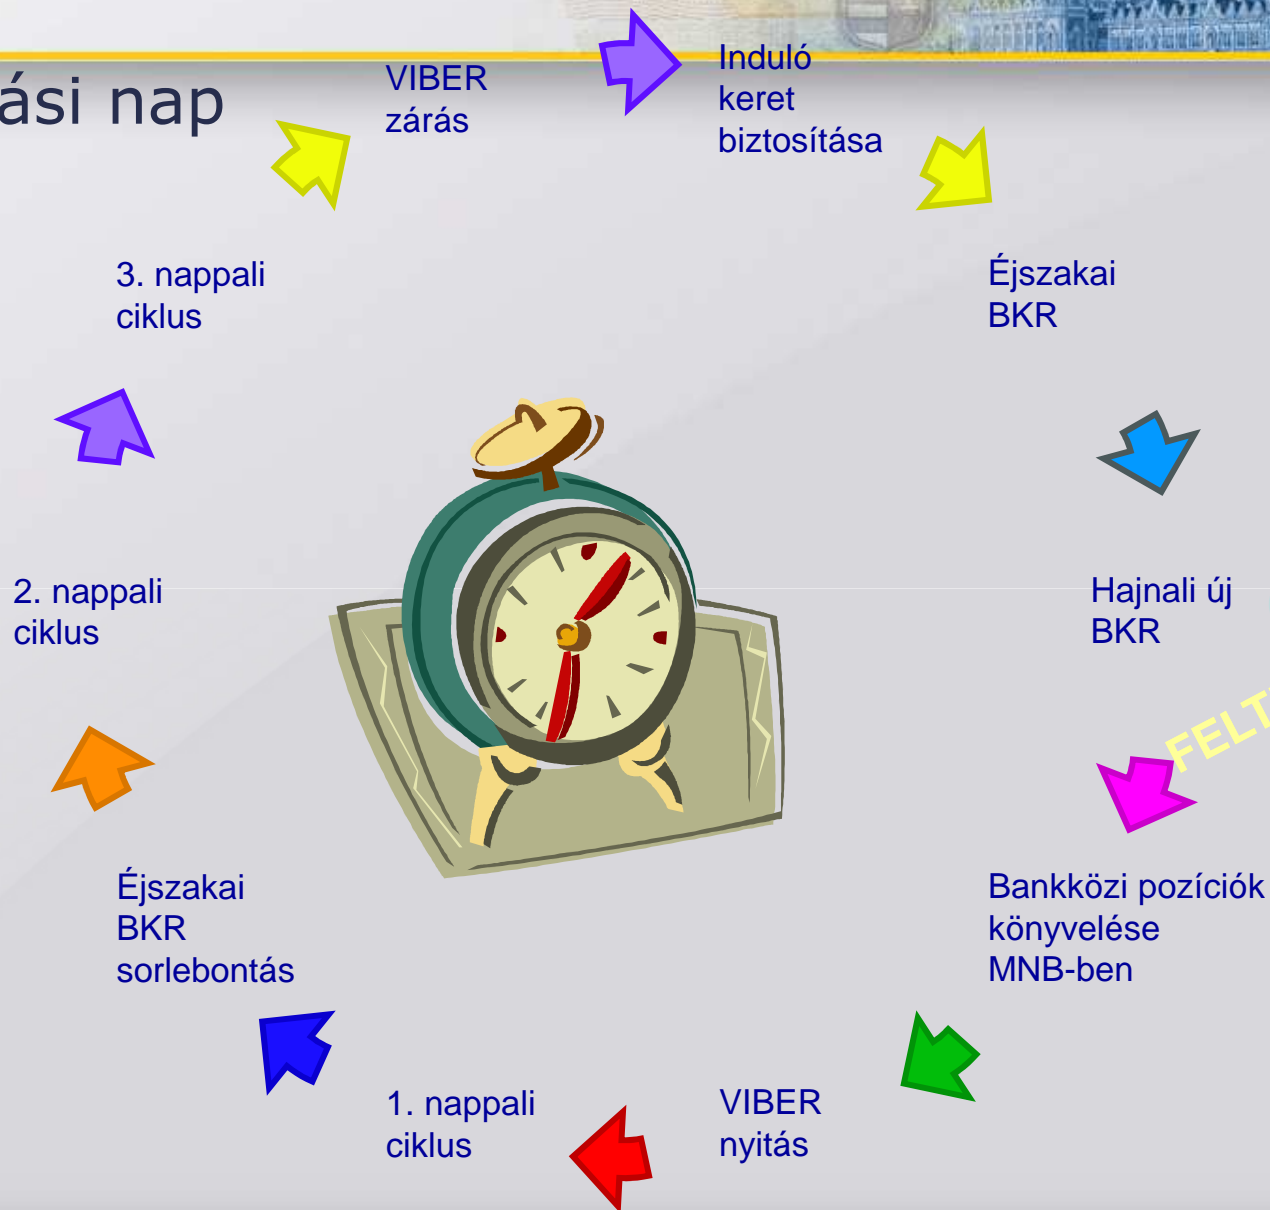 ási nap
VIBER
zárás
Induló
keret
biztosítása
Éjszakai
BKR
Hajnali új
BKR
Bankközi pozíciók
könyvelése
MNB-ben
VIBER
nyitás
1. nappali
ciklus
Éjszakai
BKR
sorlebontás
2. nappali
ciklus
3. nappali
ciklus